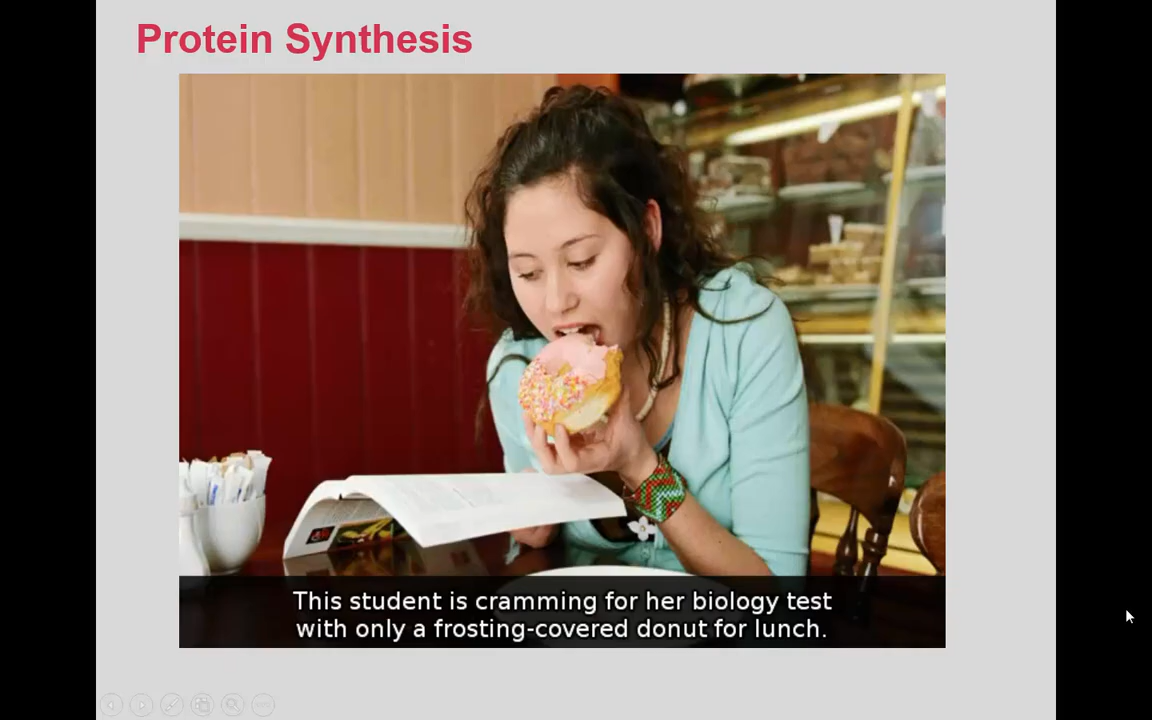 Protein Synthesis
This student is cramming for her biology test
with only a frosting-covered donut for lunch.